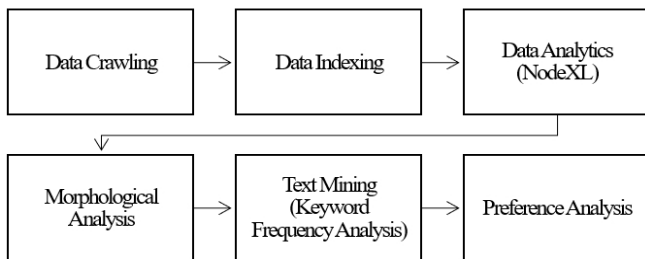 Data Crawling
Data Indexing
Data Analytics
(NodeXL)
Morphological
Analysis
Text Mining
(Keyword
Frequency Analysis)
Preference Analysis